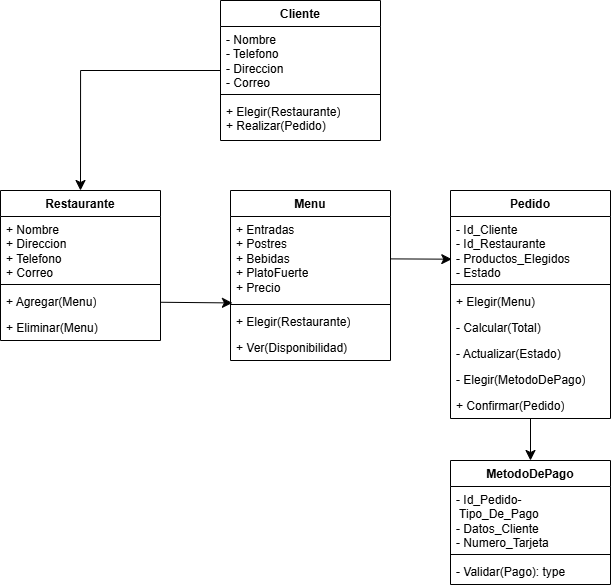 Cliente
- Nombre
- Telefono
- Direccion
- Correo
+ Elegir(Restaurante)
+ Realizar(Pedido)
Restaurante
+ Nombre
+ Direccion
+ Telefono
+ Correo
+ Agregar(Menu)
+ Eliminar(Menu)
Menu
+ Entradas
+ Postres
+ Bebidas
+ PlatoFuerte
+ Precio
+ Elegir(Restaurante)
+ Ver(Disponibilidad)
Pedido
- Id_Cliente
- Id_Restaurante
- Productos_Elegidos
- Estado
+ Elegir(Menu)
- Calcular(Total)
- Actualizar(Estado)
- Elegir(MetodoDePago)
+ Confirmar(Pedido)
MetodoDePago
- Id_Pedido-
Tipo_De_Pago
- Datos_Cliente
- Numero_Tarjeta
- Validar(Pago): type